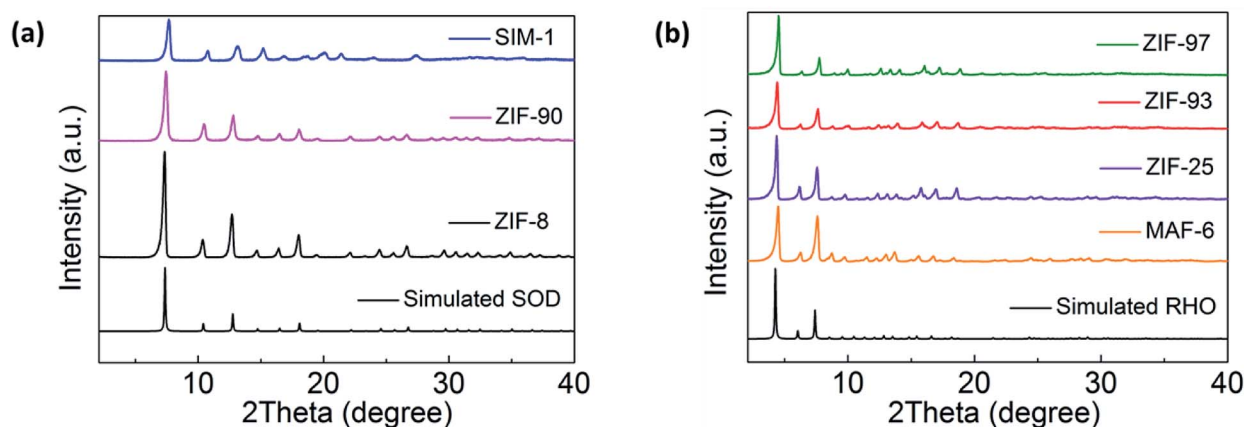 (a)
SIM-1
ZIF-90
ZIF-8
Simulated SOD
Intensity (a.u.)
10 20 30 40
2Theta (degree)
(b)
ZIF-97
ZIF-93
ZIF-25
MAF-6
Simulated RHO
Intensity (a.u.)
10 20 30 40
2Theta (degree)